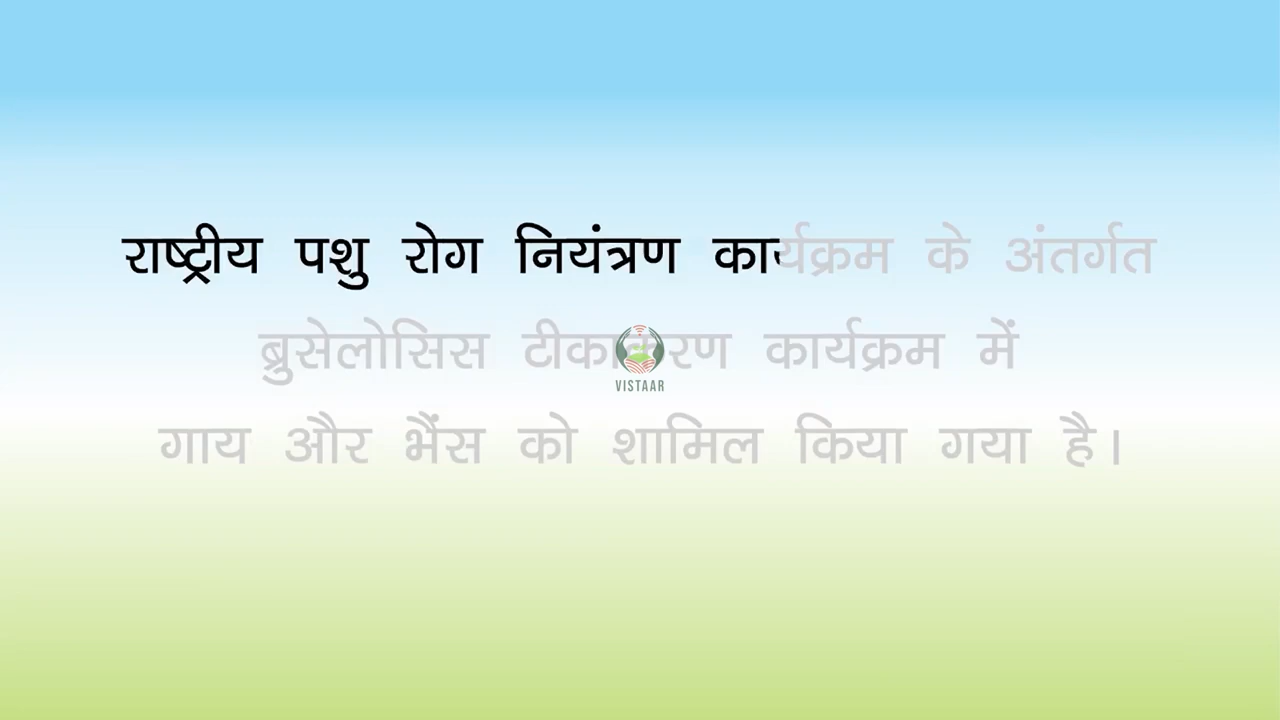 राष्ट्रीय पशु रोग नियंत्रण कार्यक्रम के अंतर्गत
ब्रुसेलोसिस टीकाकरण कार्यक्रम में
VISTAAR
गाय और भैंस को शामिल किया गया है।